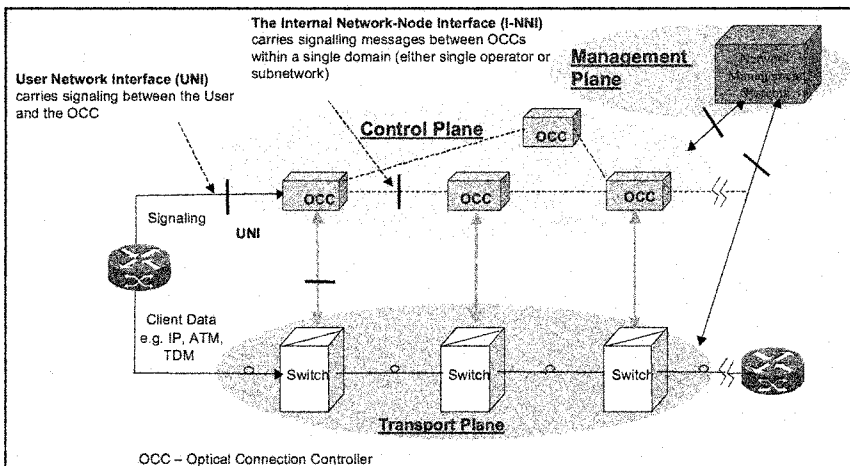 The Internal Network-Node Interface (I-NNI)
carries signalling messages between OCCs
within a single domain (either single operator or
subnetwork)
Management
Plane
Network
Management
User Network Interface (UNI)
carries signaling between the User
and the OCC
Control Plane
OCC
OCC
OCC
OCC
Signaling
UNI
Client Data
e.g. IP, ATM,
TDM
Switch
Switch
Switch
Transport Plane
OCC – Optical Connection Controller